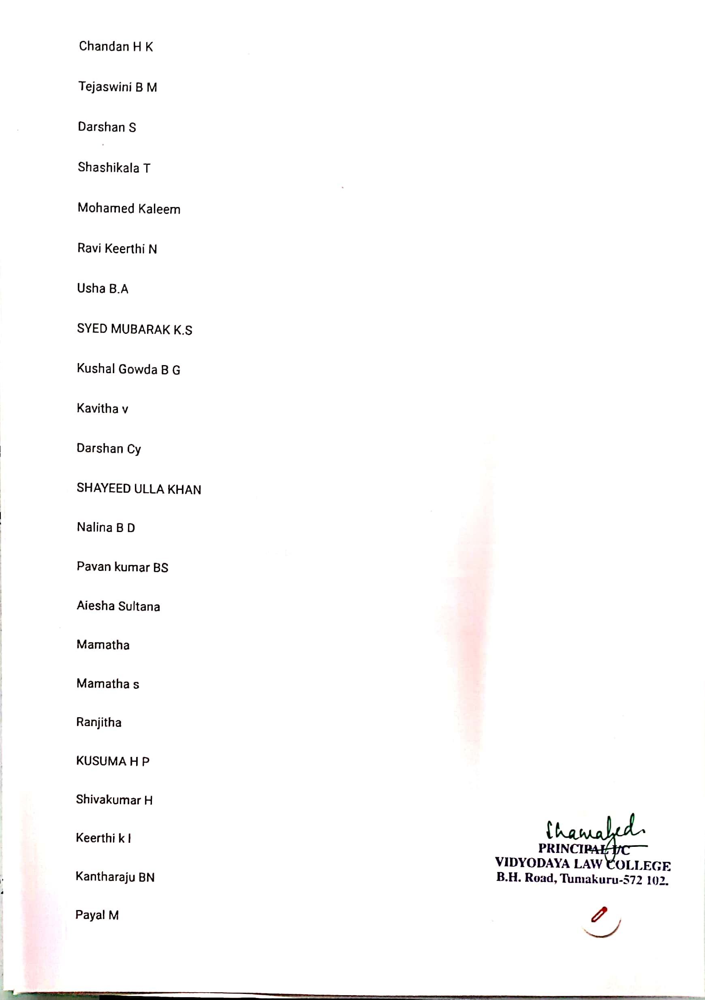 Chandan H K
Tejaswini B M
Darshan S
Shashikala T
Mohamed Kaleem
Ravi Keerthi N
Usha B.A
SYED MUBARAK K.S
Kushal Gowda B G
Kavitha v
Darshan Cy
SHAYEED ULLA KHAN
Nalina B D
Pavan kumar BS
Aiesha Sultana
Mamatha
Mamatha s
Ranjitha
KUSUMA H P
Shivakumar H
Keerthi k l
Kantharaju BN
Payal M
PRINCIPAL I/C
VIDYODAYA LAW COLLEGE
B.H. Road, Tumakuru-572 102.